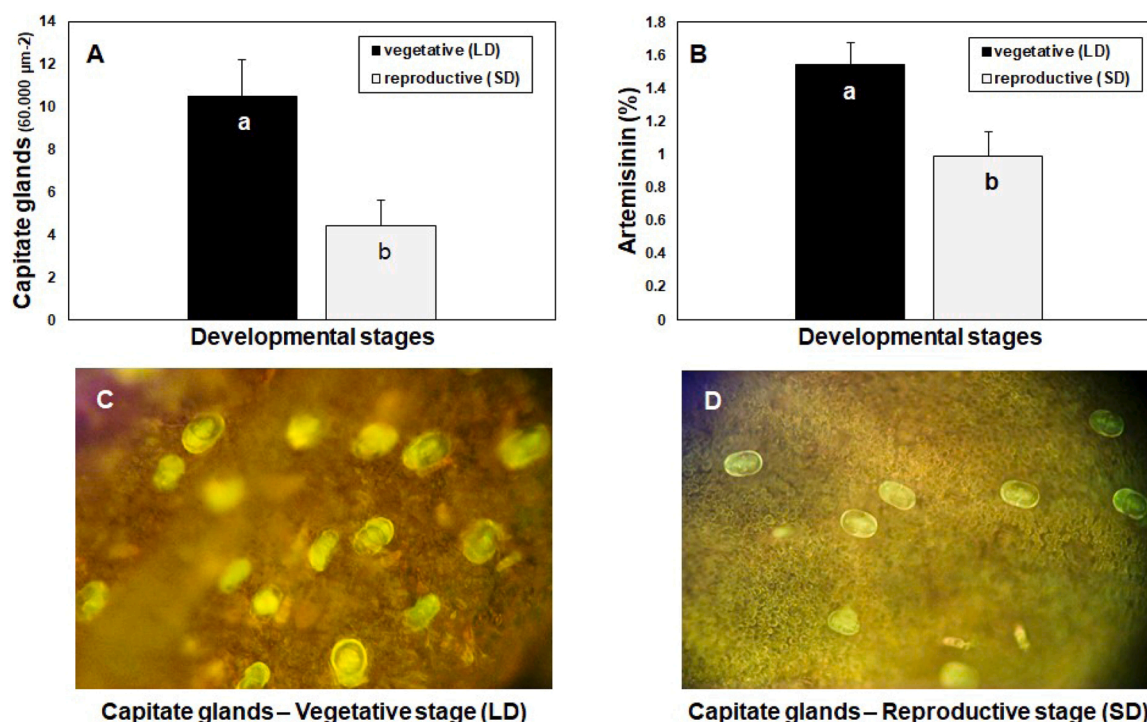 14
12
10
8
6
4
2
0
Capitate glands (60.000 µm-2)
A
vegetative (LD)
reproductive (SD)
a
b
Developmental stages
1.8
1.6
1.4
1.2
1
0.8
0.6
0.4
0.2
0
Artemisinin (%)
B
vegetative (LD)
reproductive (SD)
a
b
Developmental stages
C
D
Capitate glands – Vegetative stage (LD)
Capitate glands – Reproductive stage (SD)